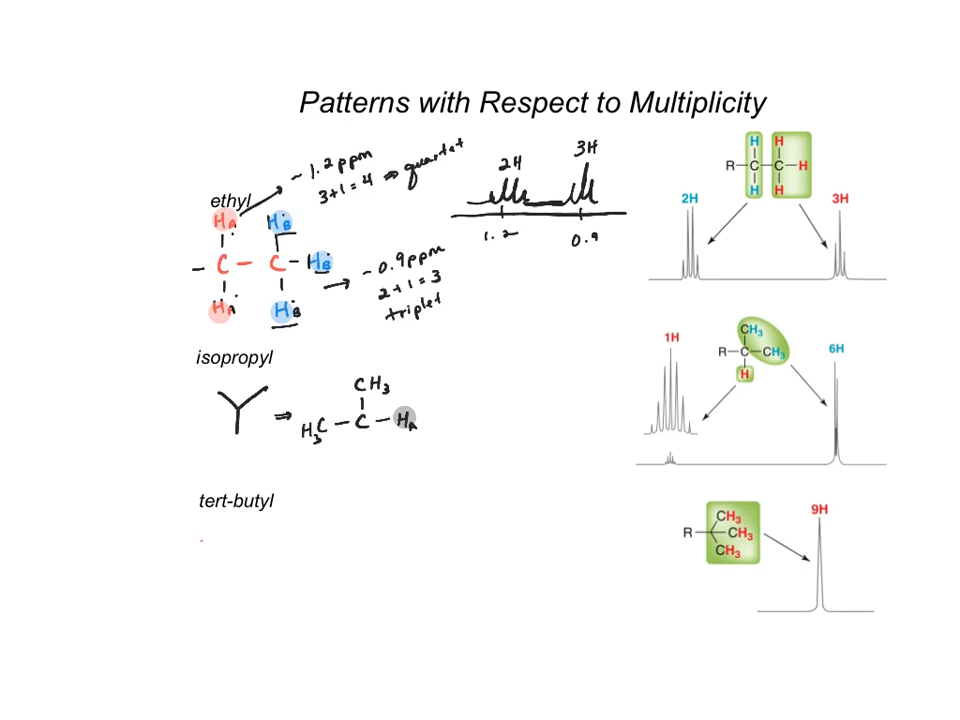 Patterns with Respect to Multiplicity
ethyl
~1.2 ppm
3+1=4 ⇒ quartet
HA HB
– C – C – HB
HA HB
~0.9 ppm
2+1=3
triplet
2H 3H
1.2 0.9
H H
R–C–C–H
H H
2H 3H
isopropyl
⇒
CH3
H3C – C – HA
1H
CH3
R–C–CH3
H
6H
tert-butyl
CH3
R CH3
CH3
9H